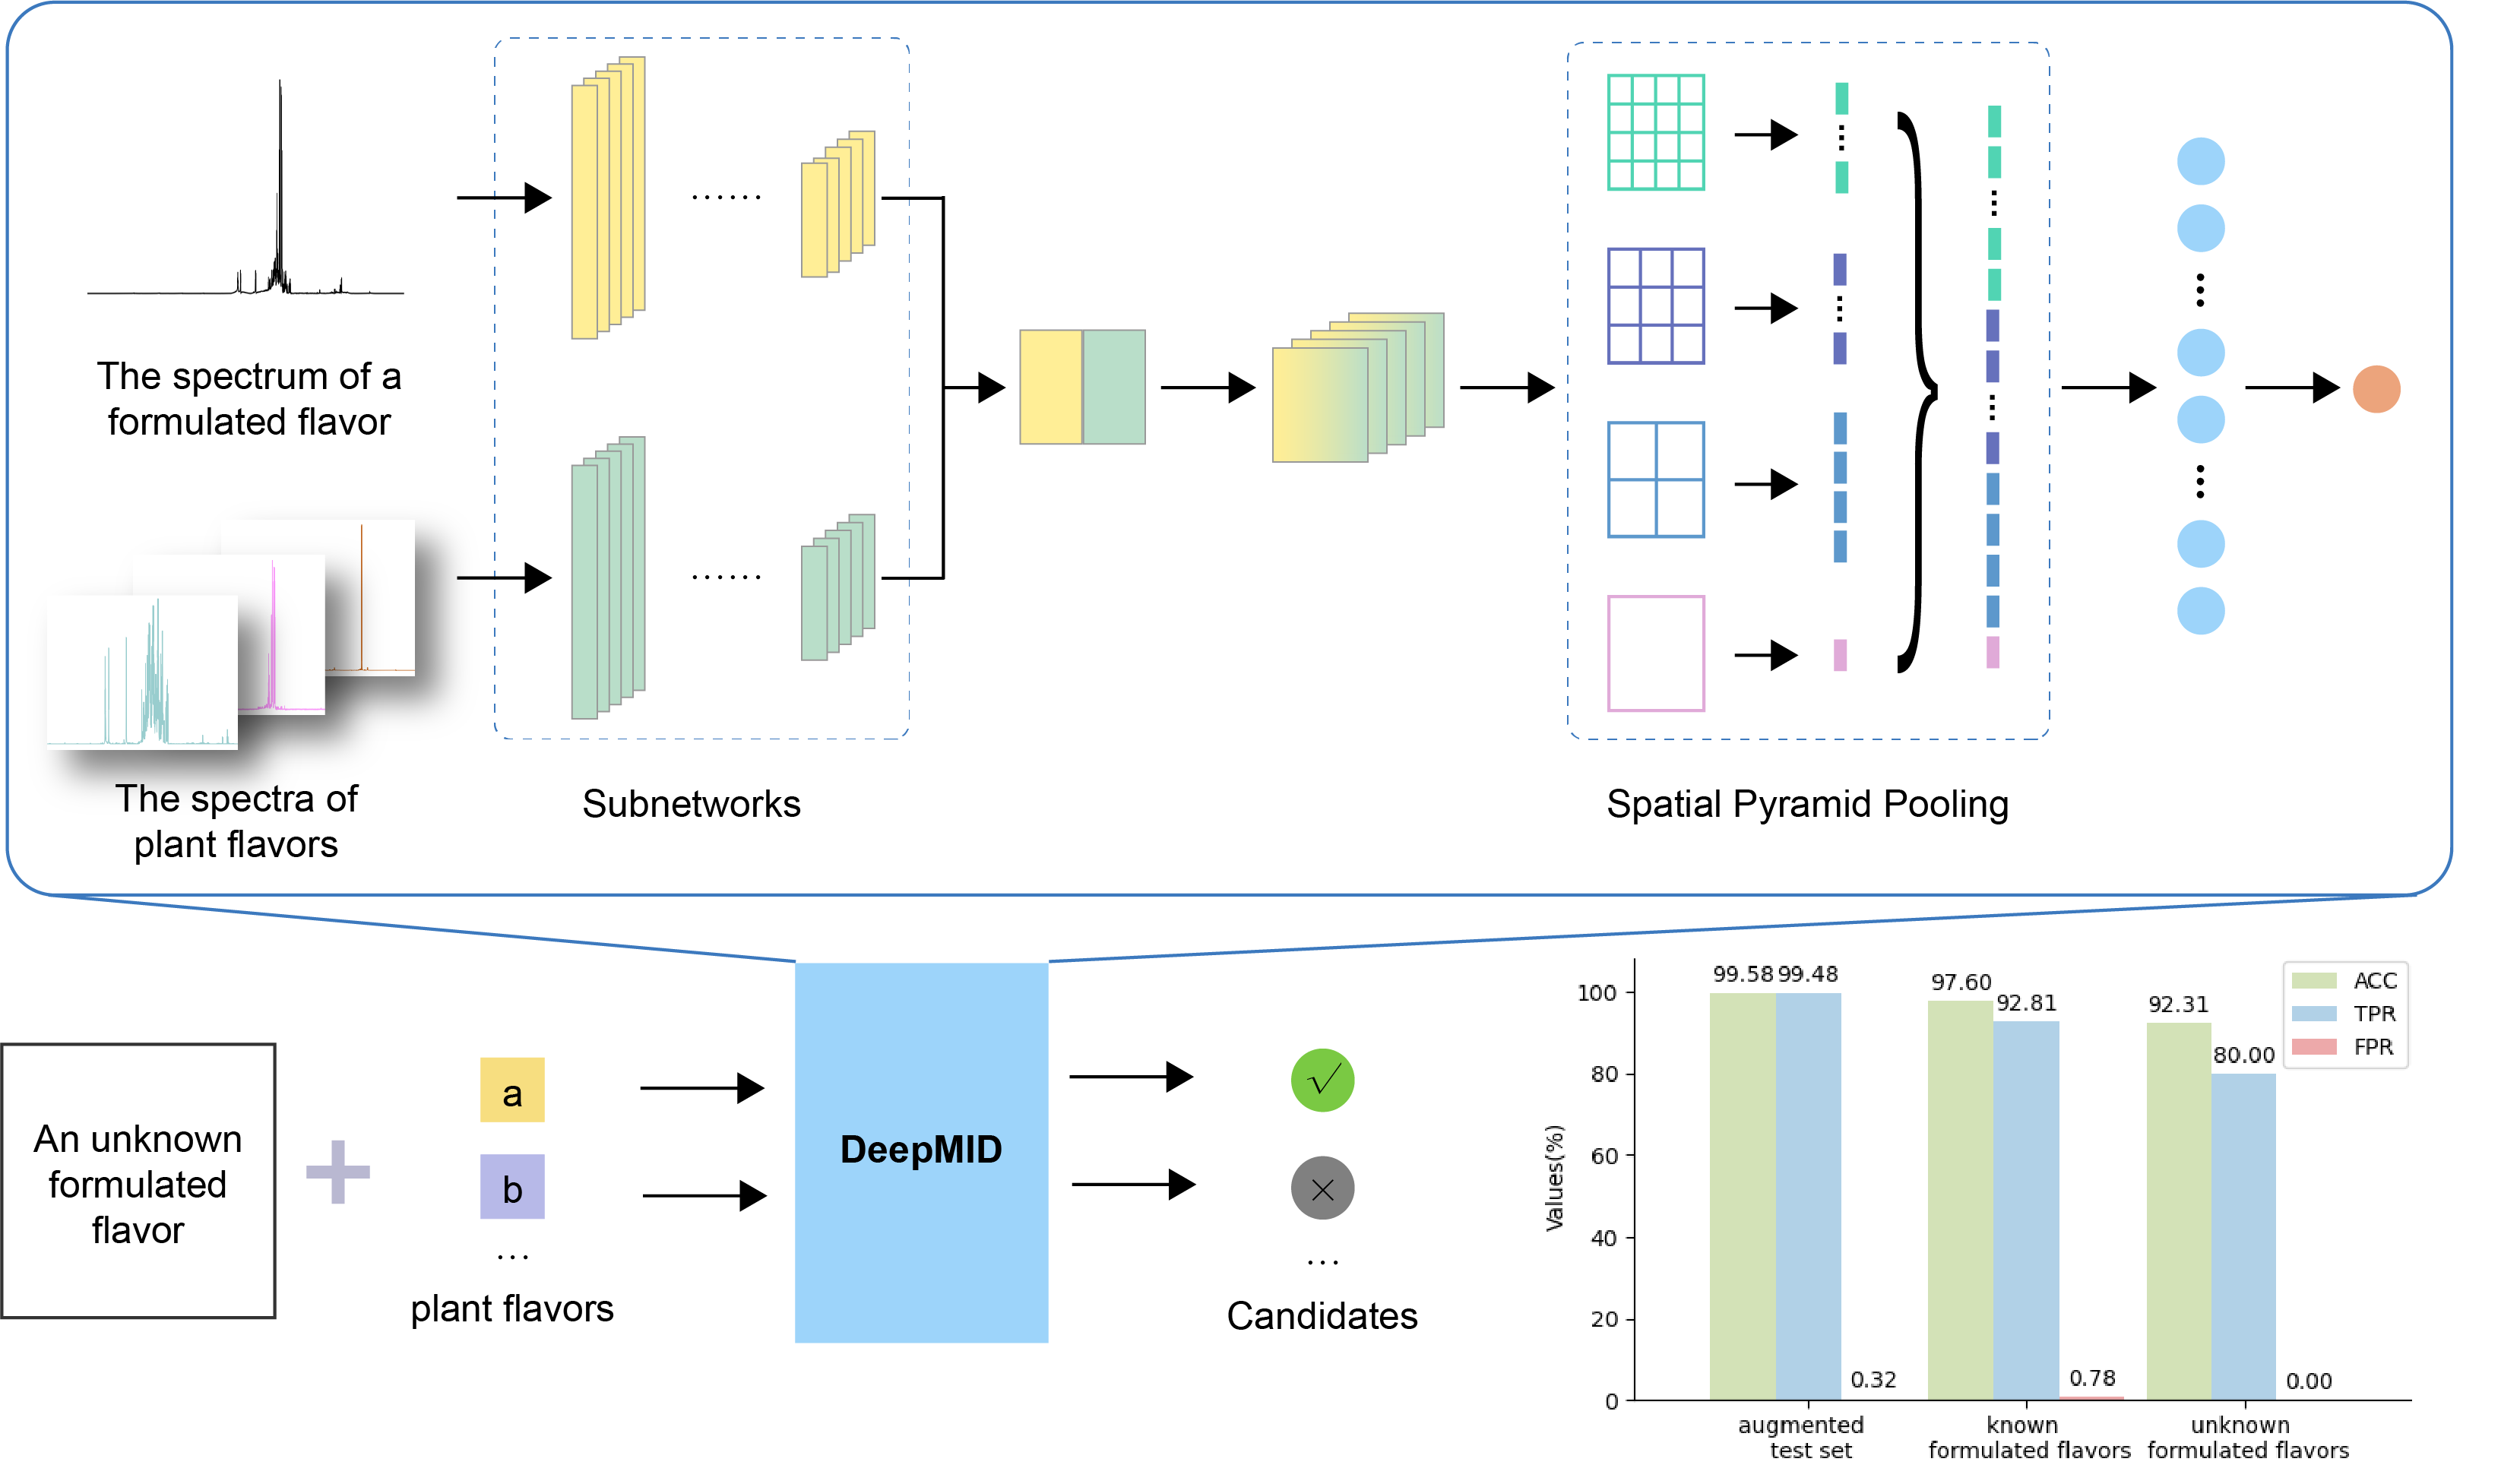 The spectrum of a
formulated flavor
The spectra of
plant flavors
Subnetworks
Spatial Pyramid Pooling
An unknown
formulated
flavor
a
b
...
plant flavors
DeepMID
√
×
...
Candidates
Values(%)
100
80
60
40
20
0
99.58 99.48
0.32
97.60
92.81
0.78
92.31
80.00
0.00
ACC
TPR
FPR
augmented
test set
known
formulated flavors
unknown
formulated flavors